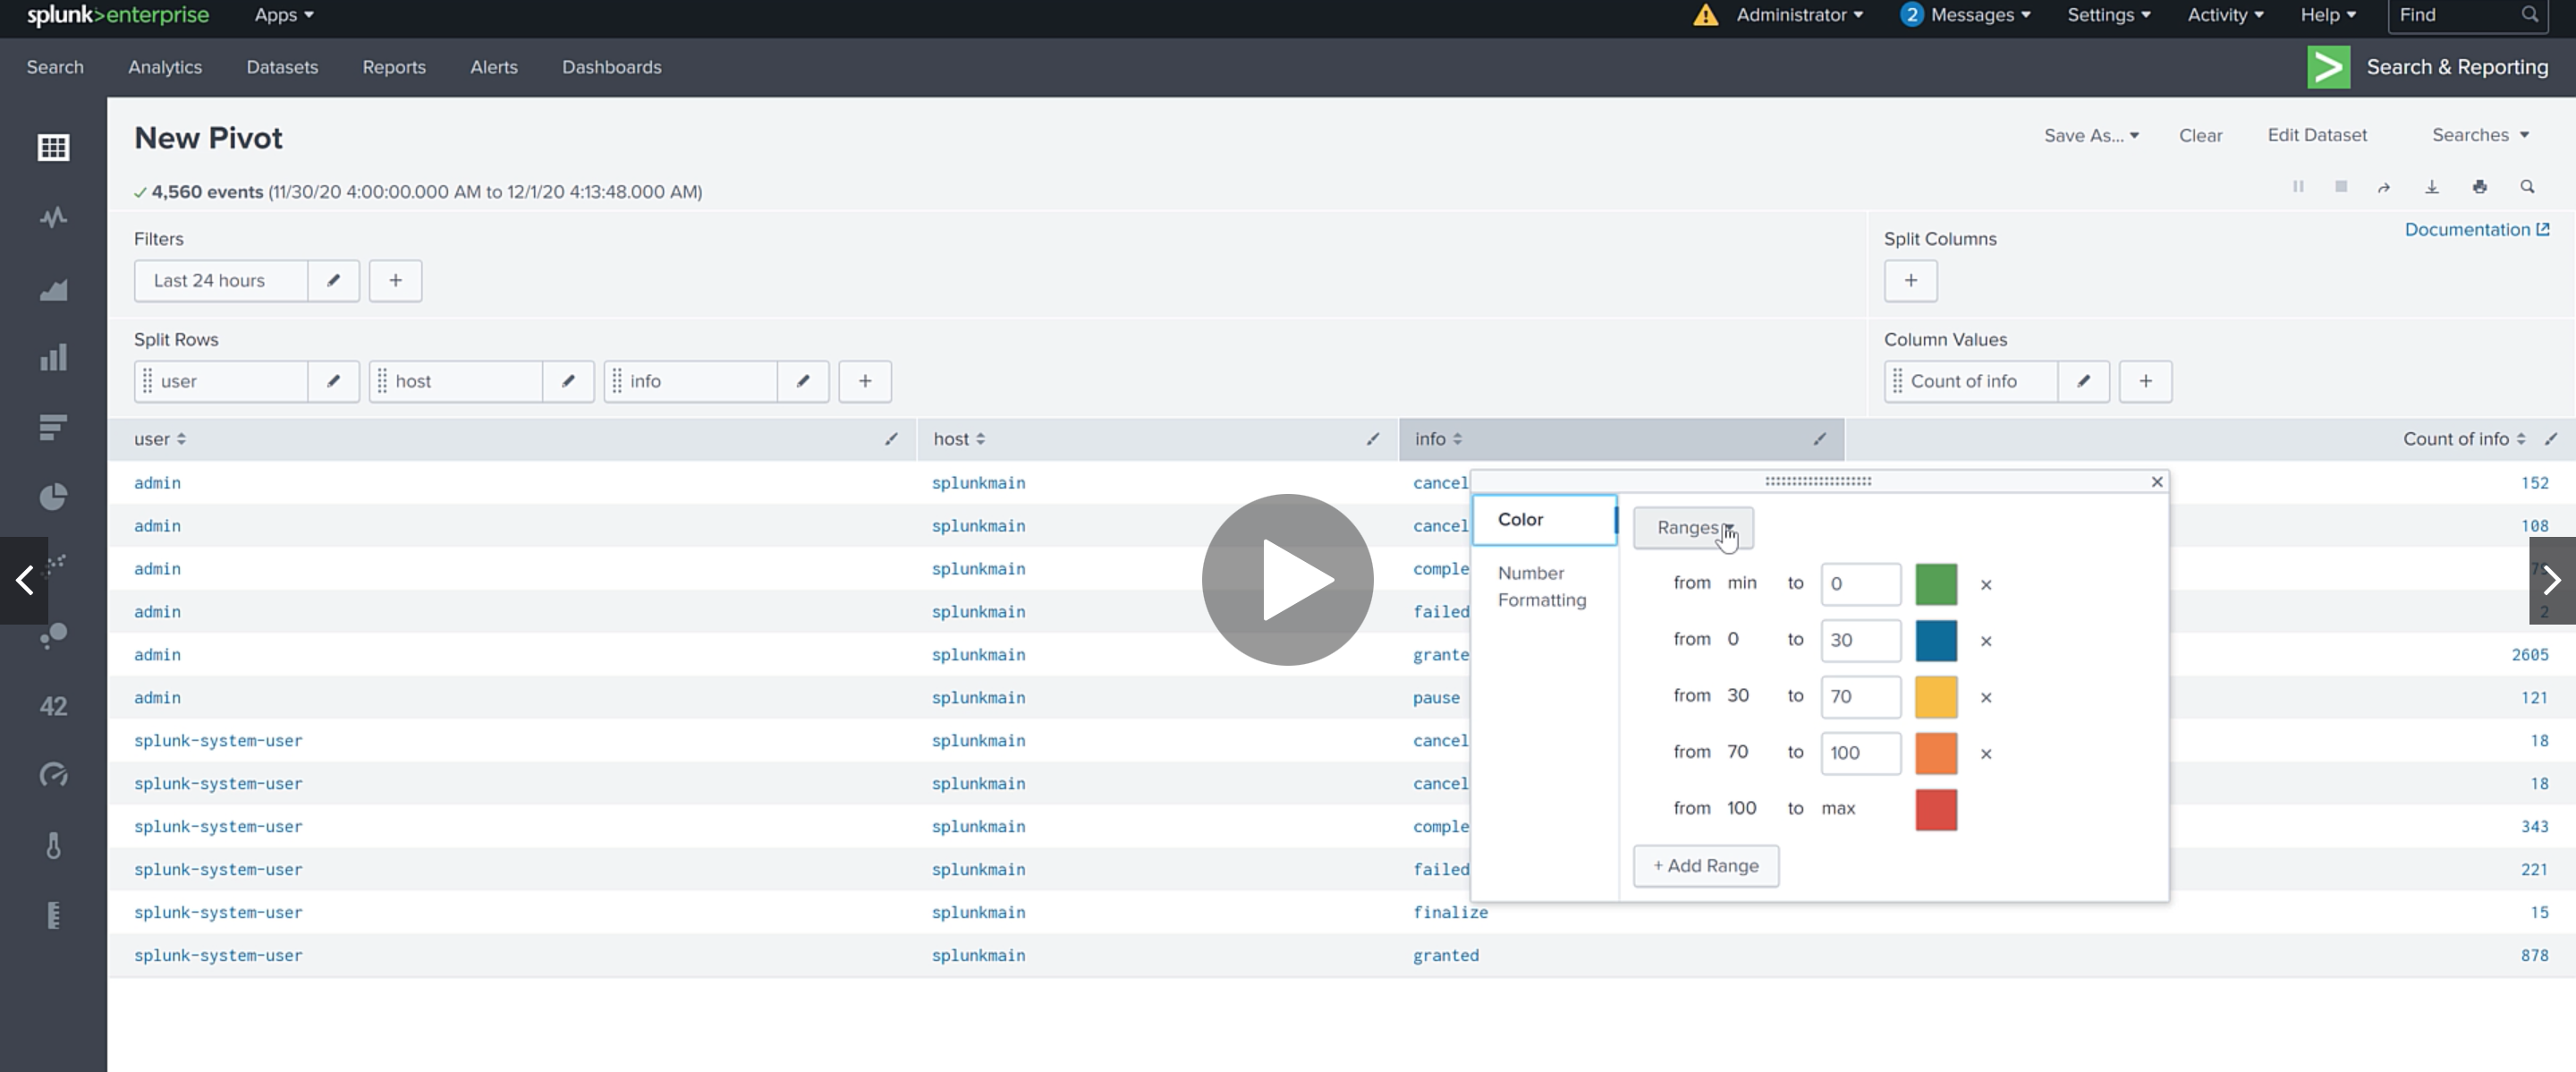 splunk>enterprise Apps Administrator 2 Messages Settings Activity Help Find
Search Analytics Datasets Reports Alerts Dashboards Search & Reporting
New Pivot Save As... Clear Edit Dataset Searches
4,560 events (11/30/20 4:00:00.000 AM to 12/1/20 4:13:48.000 AM)
Documentation
Filters Split Columns
Last 24 hours + +
Split Rows Column Values
user host info + Count of info +
user host info Count of info
admin splunkmain cancel 152
admin splunkmain cancel 108
admin splunkmain comple
admin splunkmain failed 2
admin splunkmain grante 2605
admin splunkmain pause 121
splunk-system-user splunkmain cancel 18
splunk-system-user splunkmain cancel 18
splunk-system-user splunkmain comple 343
splunk-system-user splunkmain failed 221
splunk-system-user splunkmain finalize 15
splunk-system-user splunkmain granted 878
42
Color
Number
Formatting
Ranges
from min to 0
from 0 to 30
from 30 to 70
from 70 to 100
from 100 to max
+ Add Range